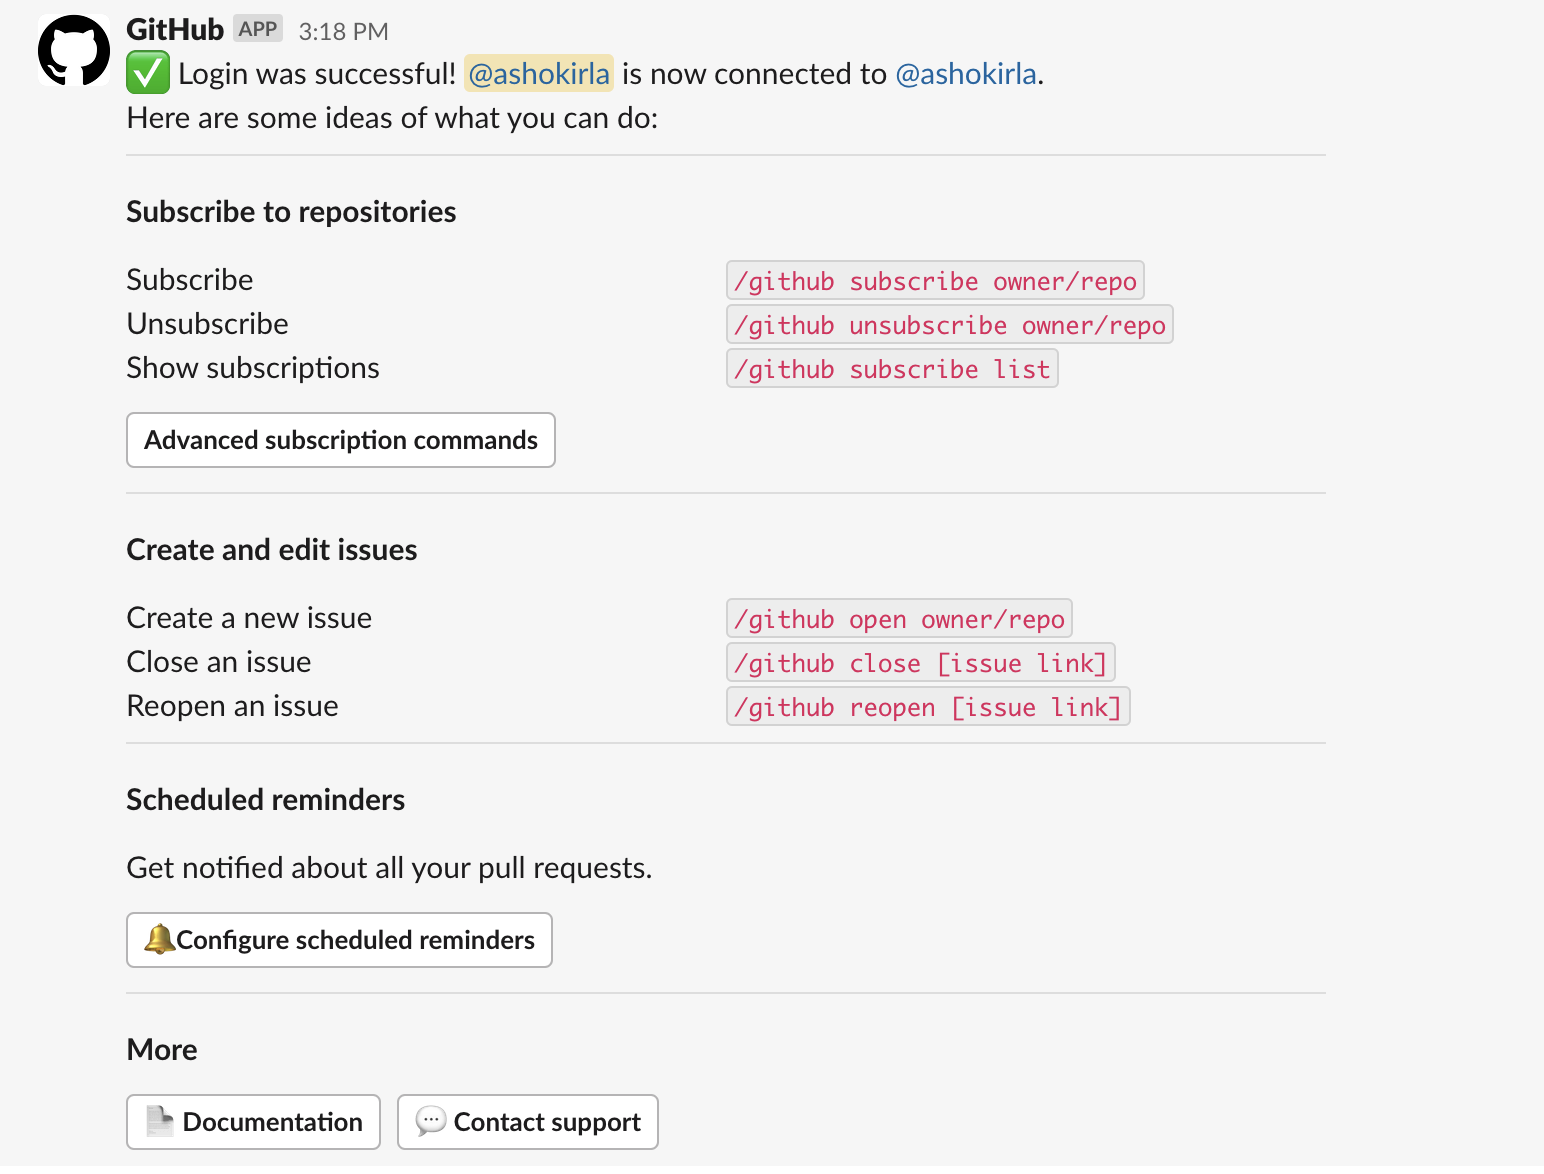 GitHub APP 3:18 PM
✅ Login was successful! @ashokirla is now connected to @ashokirla.
Here are some ideas of what you can do:
Subscribe to repositories
Subscribe /github subscribe owner/repo
Unsubscribe /github unsubscribe owner/repo
Show subscriptions /github subscribe list
Advanced subscription commands
Create and edit issues
Create a new issue /github open owner/repo
Close an issue /github close [issue link]
Reopen an issue /github reopen [issue link]
Scheduled reminders
Get notified about all your pull requests.
🔔Configure scheduled reminders
More
Documentation Contact support